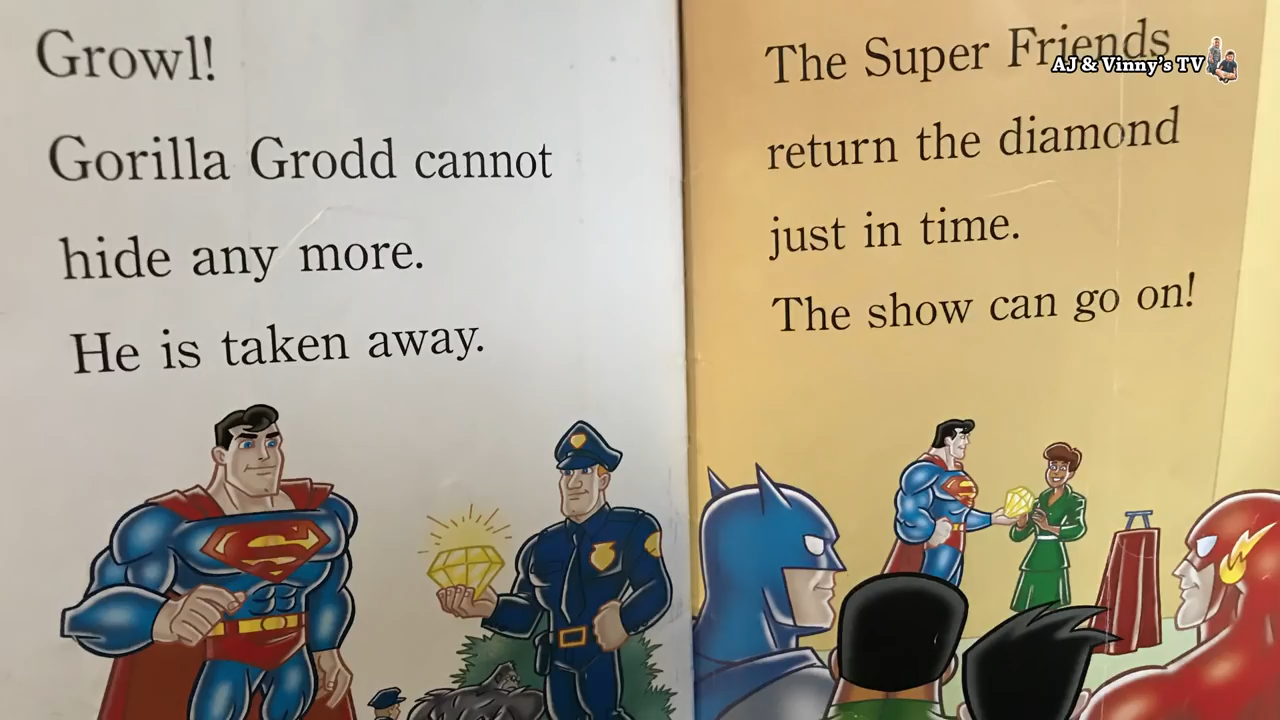 Growl!
Gorilla Grodd cannot
hide any more.
He is taken away.
The Super Friends
AJ & Vinny's TV
return the diamond
just in time.
The show can go on!